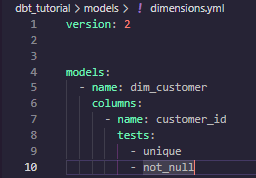 dbt_tutorial > models > ! dimensions.yml
1 version: 2
2
3
4 models:
5 - name: dim_customer
6 columns:
7 - name: customer_id
8 tests:
9 - unique
10 - not_null